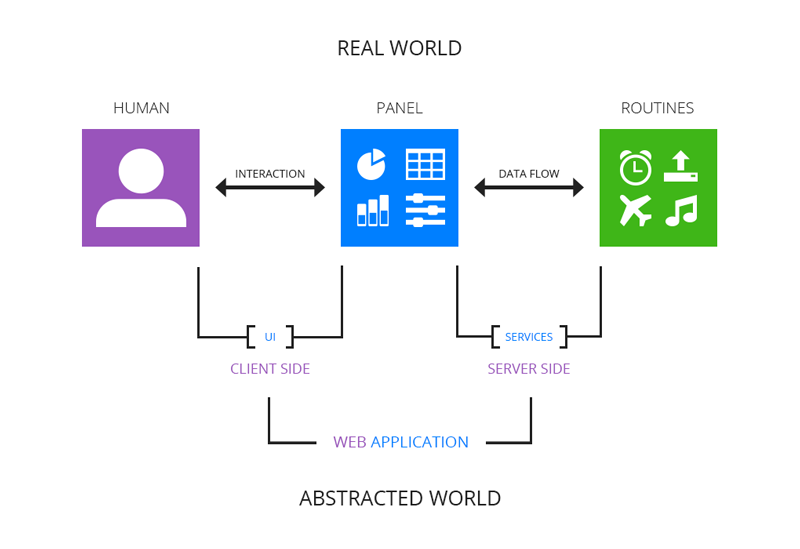 REAL WORLD
HUMAN
PANEL
ROUTINES
INTERACTION
DATA FLOW
UI
SERVICES
CLIENT SIDE
SERVER SIDE
WEB APPLICATION
ABSTRACTED WORLD